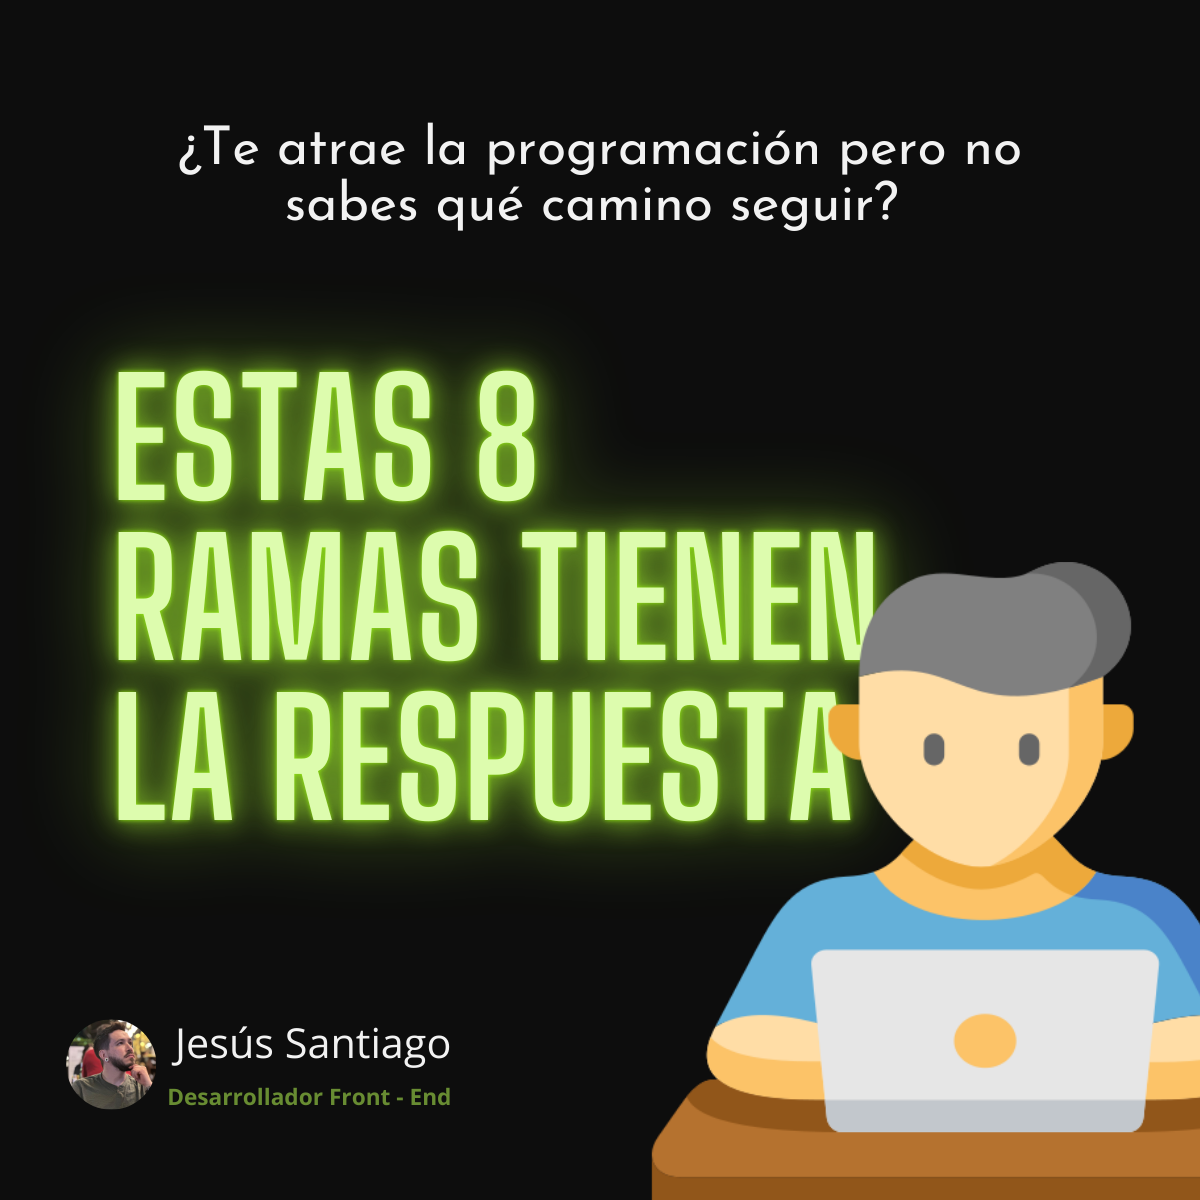 ¿Te atrae la programación pero no
sabes qué camino seguir?
ESTAS 8
RAMAS TIENEN
LA RESPUESTA
Jesús Santiago
Desarrollador Front - End